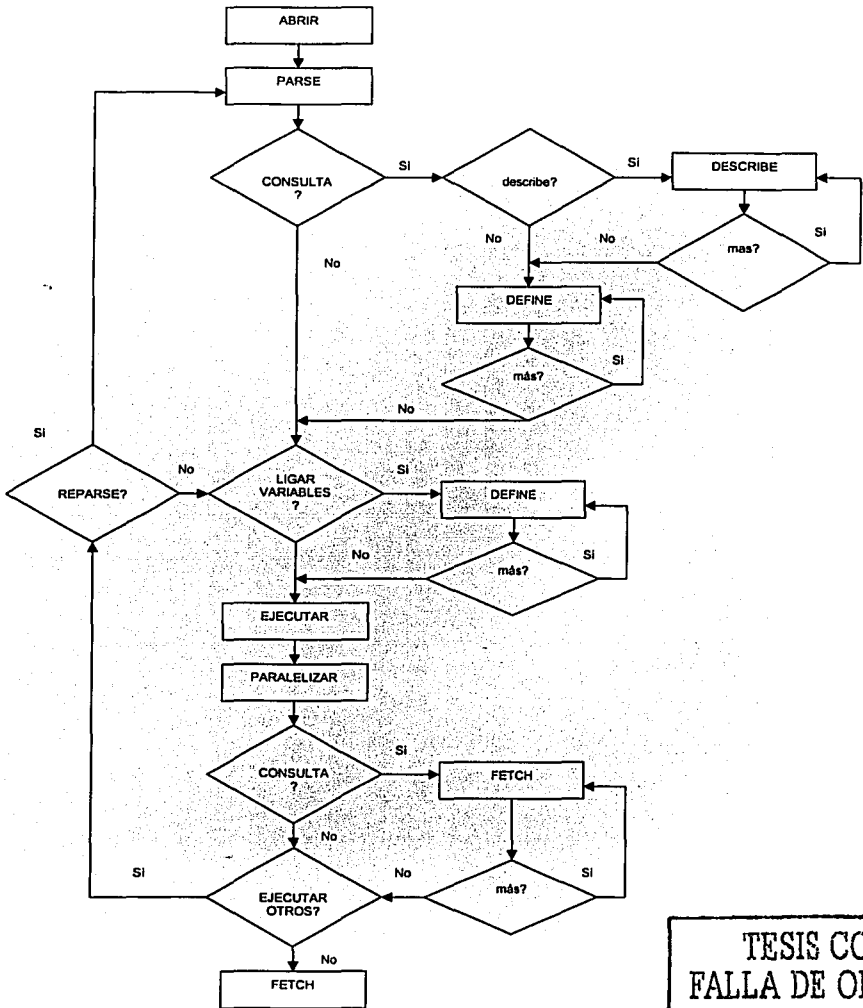 ABRIR
PARSE
CONSULTA
?
Si
describe?
Si
DESCRIBE
No
No
No
mas?
Si
DEFINE
más?
Si
No
Si
REPARSE?
No
LIGAR
VARIABLES
?
Si
DEFINE
No
más?
Si
EJECUTAR
PARALELIZAR
CONSULTA
?
Si
FETCH
No
Si
EJECUTAR
OTROS?
No
más?
Si
No
FETCH
TESIS CO
FALLA DE